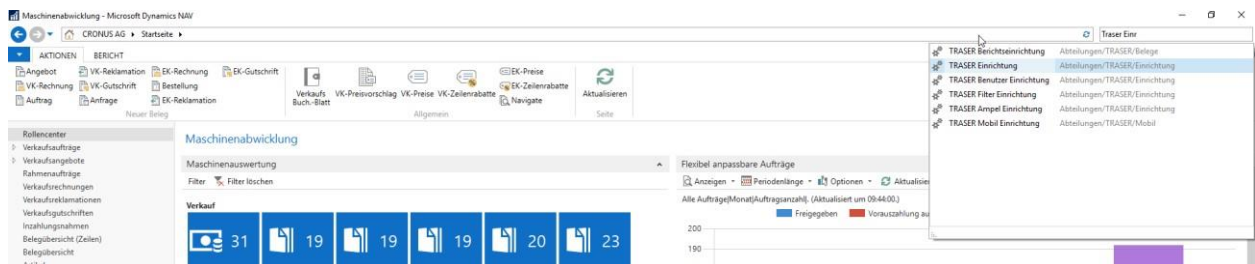 Maschinenabwicklung - Microsoft Dynamics NAV
CRONUS AG Startseite
Traser Einr
AKTIONEN BERICHT
Angebot VK-Reklamation EK-Rechnung EK-Gutschrift
VK-Rechnung VK-Gutschrift Bestellung
Auftrag Anfrage EK-Reklamation
Neuer Beleg
Verkaufs Buch.-Blatt
VK-Preisvorschlag VK-Preise VK-Zeilenrabatte
EK-Preise
EK-Zeilenrabatte
Navigate
Allgemein
Aktualisieren
Seite
TRASER Berichtseinrichtung Abteilungen/TRASER/Belege
TRASER Einrichtung Abteilungen/TRASER/Einrichtung
TRASER Benutzer Einrichtung Abteilungen/TRASER/Einrichtung
TRASER Filter Einrichtung Abteilungen/TRASER/Einrichtung
TRASER Ampel Einrichtung Abteilungen/TRASER/Einrichtung
TRASER Mobil Einrichtung Abteilungen/TRASER/Mobil
Rollencenter
Verkaufsaufträge
Verkaufsangebote
Rahmenaufträge
Verkaufsrechnungen
Verkaufsreklamationen
Verkaufsgutschriften
Inzahlungsnahmen
Belegübersicht (Zeilen)
Belegübersicht
Maschinenabwicklung
Maschinenauswertung
Filter Filter löschen
Verkauf
31 19 19 19 20 23
Flexibel anpassbare Aufträge
Anzeigen Periodenlänge Optionen Aktualisie
Alle Aufträge|Monat|Auftragsanzahl|. (Aktualisiert um 09:44:00.)
Freigegeben Vorauszahlung au
200
190